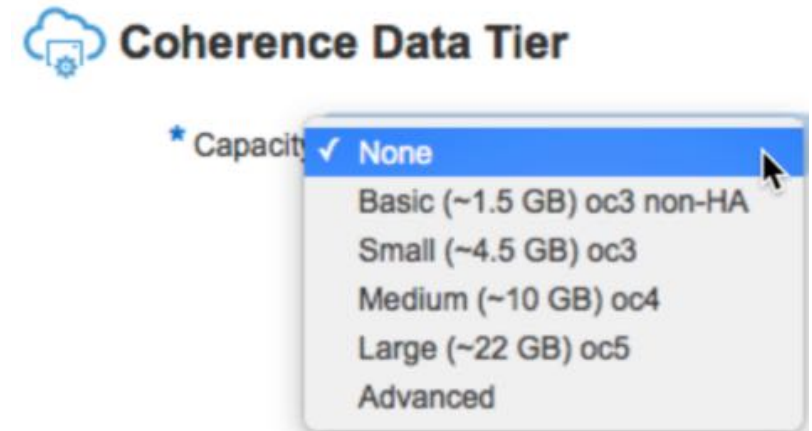 Coherence Data Tier
* Capacity
✓ None
Basic (~1.5 GB) oc3 non-HA
Small (~4.5 GB) oc3
Medium (~10 GB) oc4
Large (~22 GB) oc5
Advanced